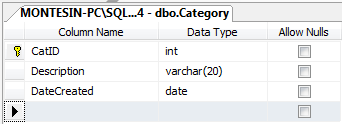 MONTESIN-PC\SQL...4 - dbo.Category
Column Name Data Type Allow Nulls
CatID int
Description varchar(20)
DateCreated date